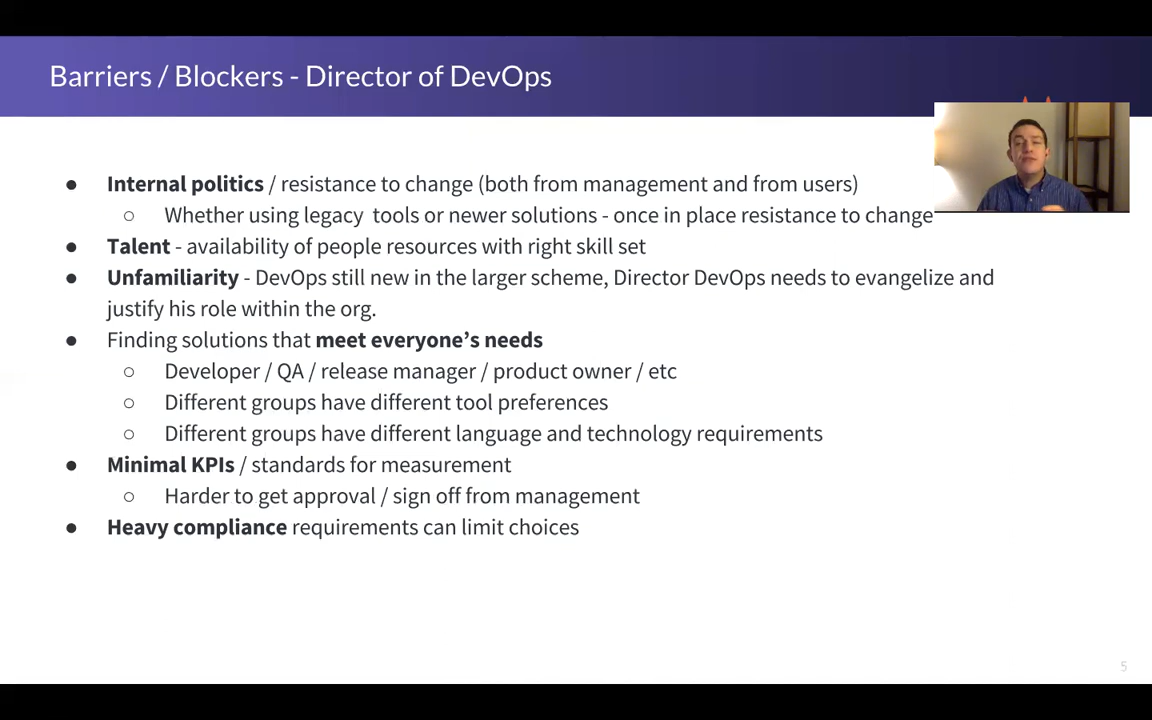 Barriers / Blockers - Director of DevOps
● Internal politics / resistance to change (both from management and from users)
○ Whether using legacy tools or newer solutions - once in place resistance to change
● Talent - availability of people resources with right skill set
● Unfamiliarity - DevOps still new in the larger scheme, Director DevOps needs to evangelize and
justify his role within the org.
● Finding solutions that meet everyone’s needs
○ Developer / QA / release manager / product owner / etc
○ Different groups have different tool preferences
○ Different groups have different language and technology requirements
● Minimal KPIs / standards for measurement
○ Harder to get approval / sign off from management
● Heavy compliance requirements can limit choices
5